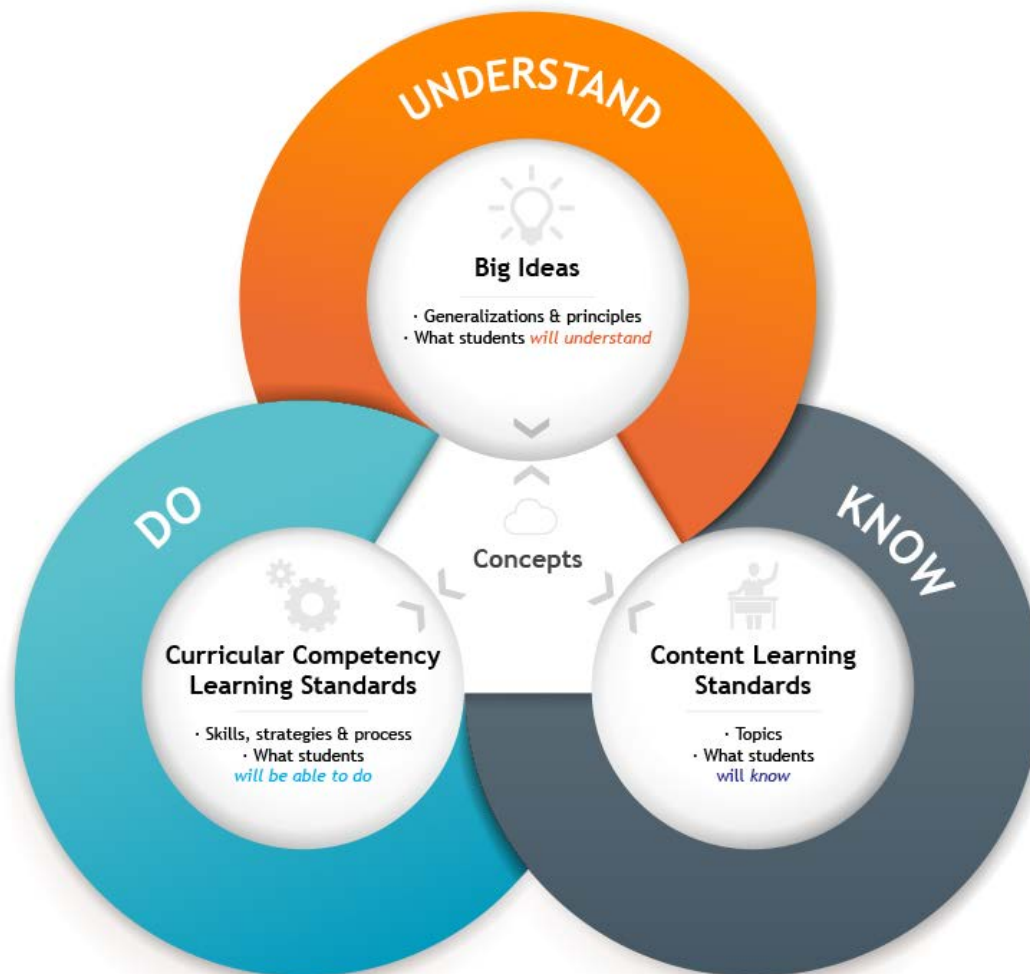 UNDERSTAND
Big Ideas
· Generalizations & principles
· What students will understand
DO
KNOW
Concepts
Curricular Competency
Learning Standards
· Skills, strategies & process
· What students
will be able to do
Content Learning
Standards
· Topics
· What students
will know